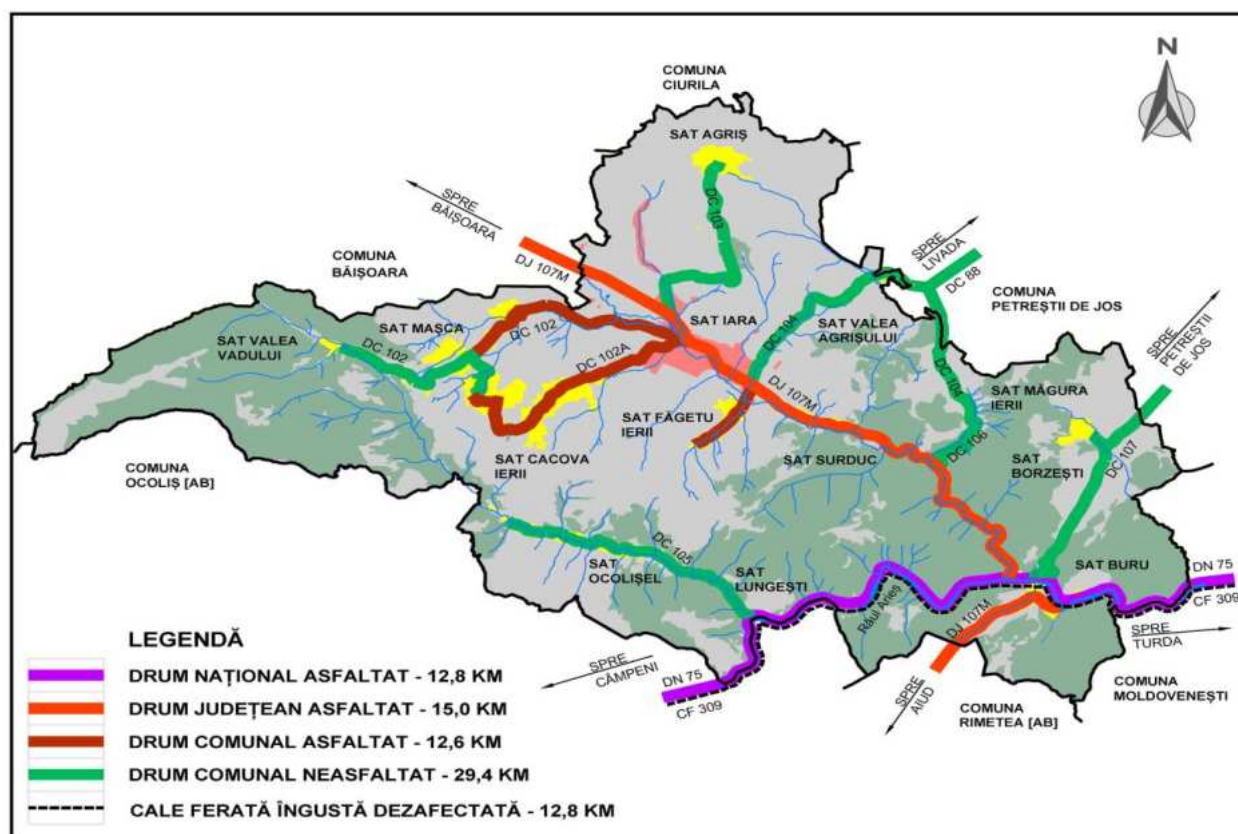 N
COMUNA
CIURILA
SAT AGRIȘ
SPRE
BĂIȘOARA
DC 103
DJ 107M
COMUNA
BĂIȘOARA
SPRE
LIVADA
DC 88
COMUNA
PETREȘTII DE JOS
SAT MAȘCA
DC 102
SAT IARA
DC 104
SAT VALEA
AGRIȘULUI
SAT VALEA
VADULUI
DC 102
DC 102A
SPRE
PETREȘTII
DE JOS
DJ 107M
DC 104
SAT MĂGURA
IERII
SAT FĂGETU
IERII
DC 106
SAT
BORZEȘTI
DC 107
SAT CACOVA
IERII
SAT SURDUC
COMUNA
OCOLIȘ [AB]
DC 105
SAT
OCOLIȘEL
SAT
LUNGEȘTI
SAT BURU
DN 75
CF 309
Râul Arieș
DJ 107M
SPRE
TURDA
SPRE
CÂMPENI
DN 75
CF 309
SPRE
AIUD
COMUNA
RIMETEA [AB]
COMUNA
MOLDOVENEȘTI
LEGENDĂ
DRUM NAȚIONAL ASFALTAT - 12,8 KM
DRUM JUDEȚEAN ASFALTAT - 15,0 KM
DRUM COMUNAL ASFALTAT - 12,6 KM
DRUM COMUNAL NEASFALTAT - 29,4 KM
CALE FERATĂ ÎNGUSTĂ DEZAFECTATĂ - 12,8 KM